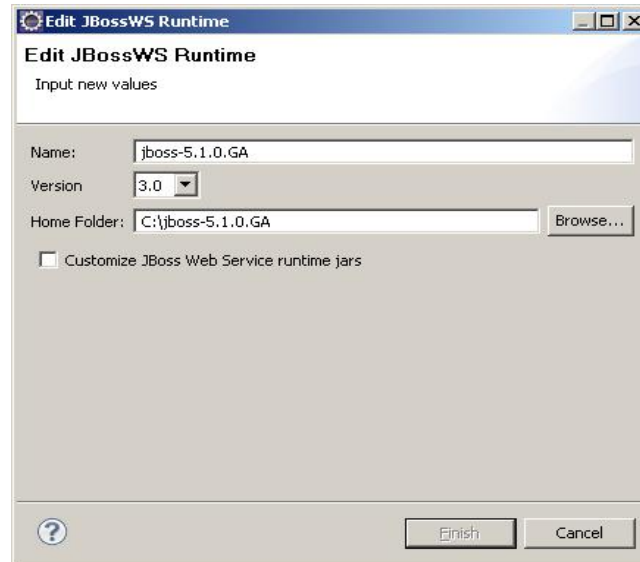 Edit JBossWS Runtime
Edit JBossWS Runtime
Input new values
Name: jboss-5.1.0.GA
Version 3.0
Home Folder: C:\jboss-5.1.0.GA Browse...
Customize JBoss Web Service runtime jars
? Finish Cancel